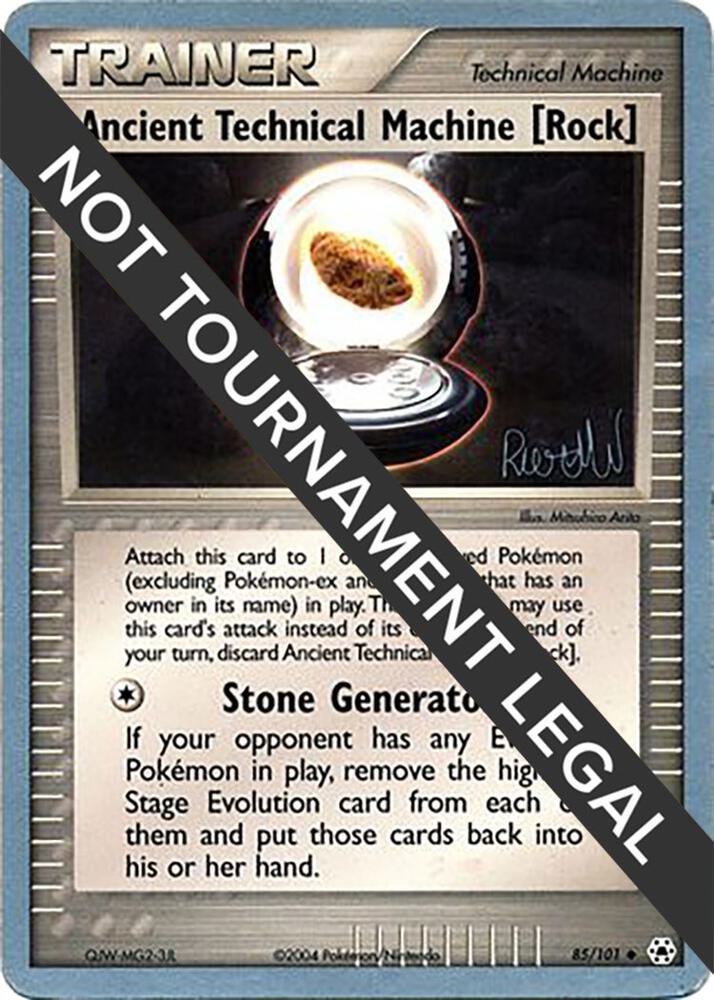 TRAINER
Technical Machine
Ancient Technical Machine [Rock]
NOT TOURNAMENT LEGAL
Illus. Mitsuhiro Arita
Attach this card to 1 o ved Pokémon
(excluding Pokémon-ex an that has an
owner in its name) in play. Th may use
this card's attack instead of its end of
your turn, discard Ancient Technical ck].
Stone Generato
If your opponent has any E
Pokémon in play, remove the hig
Stage Evolution card from each
them and put those cards back into
his or her hand.
©2004 Pokémon/Nintendo
85/101